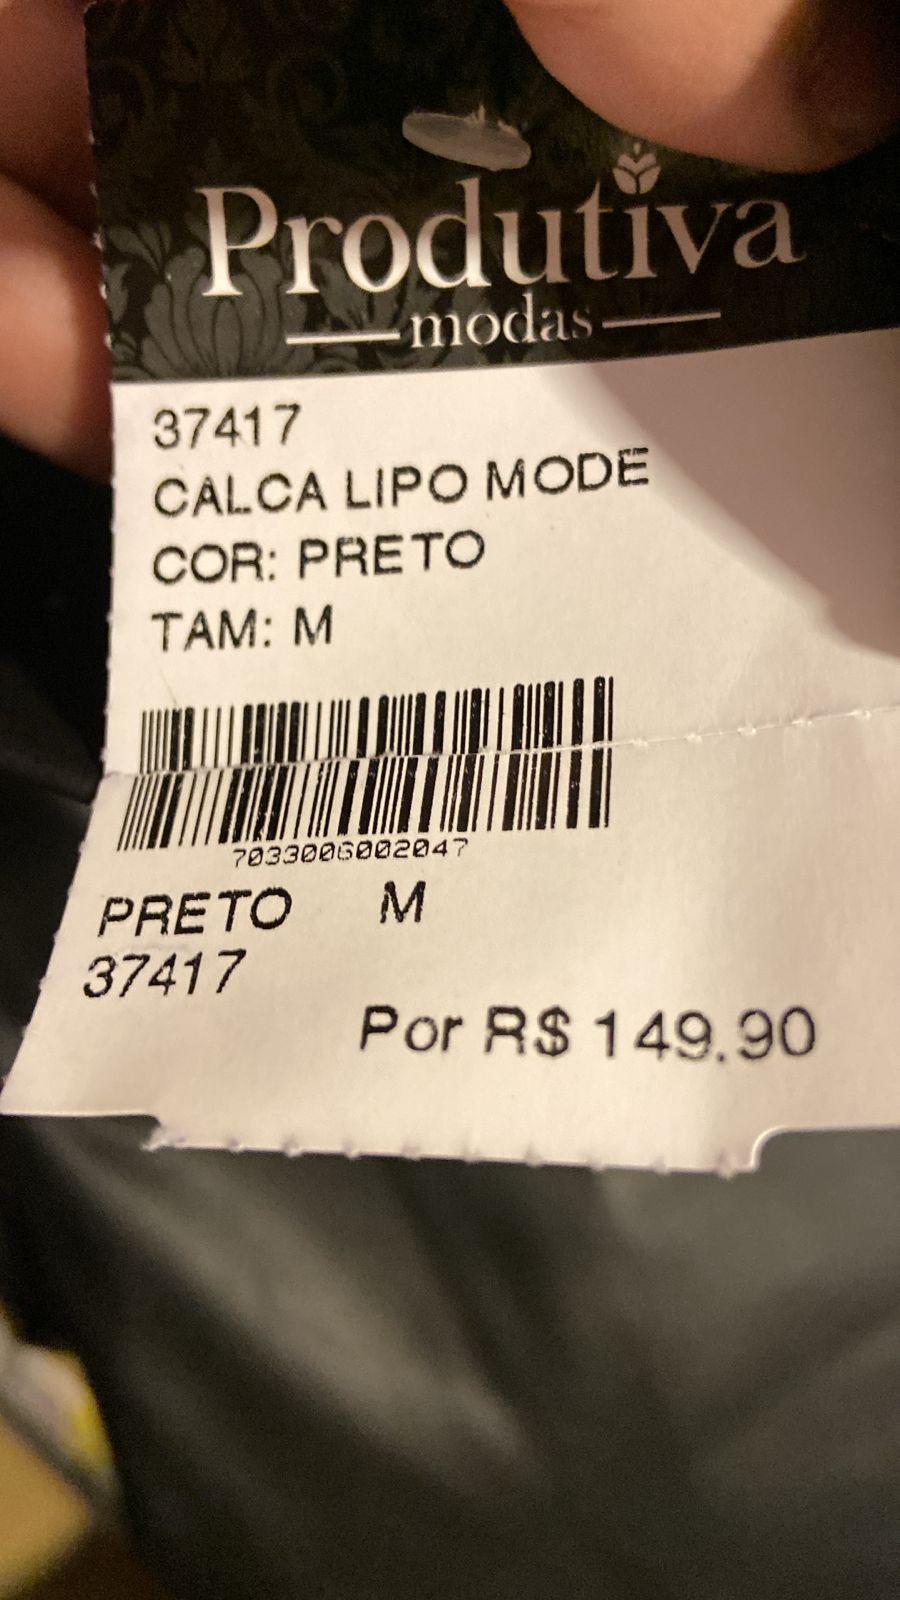 Produtiva
modas
37417
CALCA LIPO MODE
COR: PRETO
TAM: M
7033006002047
PRETO M
37417
Por R$ 149.90